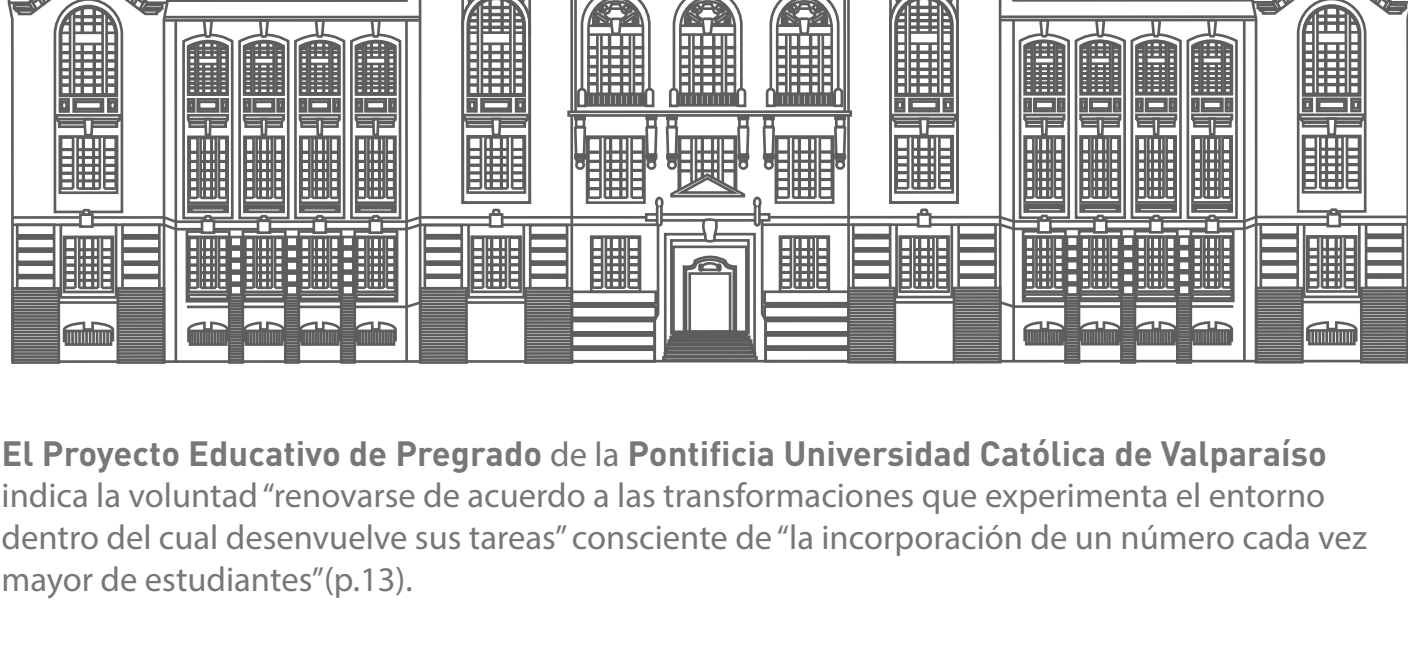 El Proyecto Educativo de Pregrado de la Pontificia Universidad Católica de Valparaíso
indica la voluntad “renovarse de acuerdo a las transformaciones que experimenta el entorno
dentro del cual desenvuelve sus tareas” consciente de “la incorporación de un número cada vez
mayor de estudiantes”(p.13).